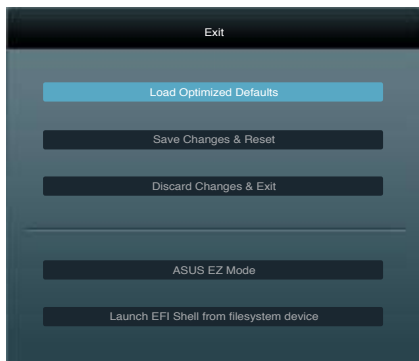 Exit
Load Optimized Defaults
Save Changes & Reset
Discard Changes & Exit
ASUS EZ Mode
Launch EFI Shell from filesystem device